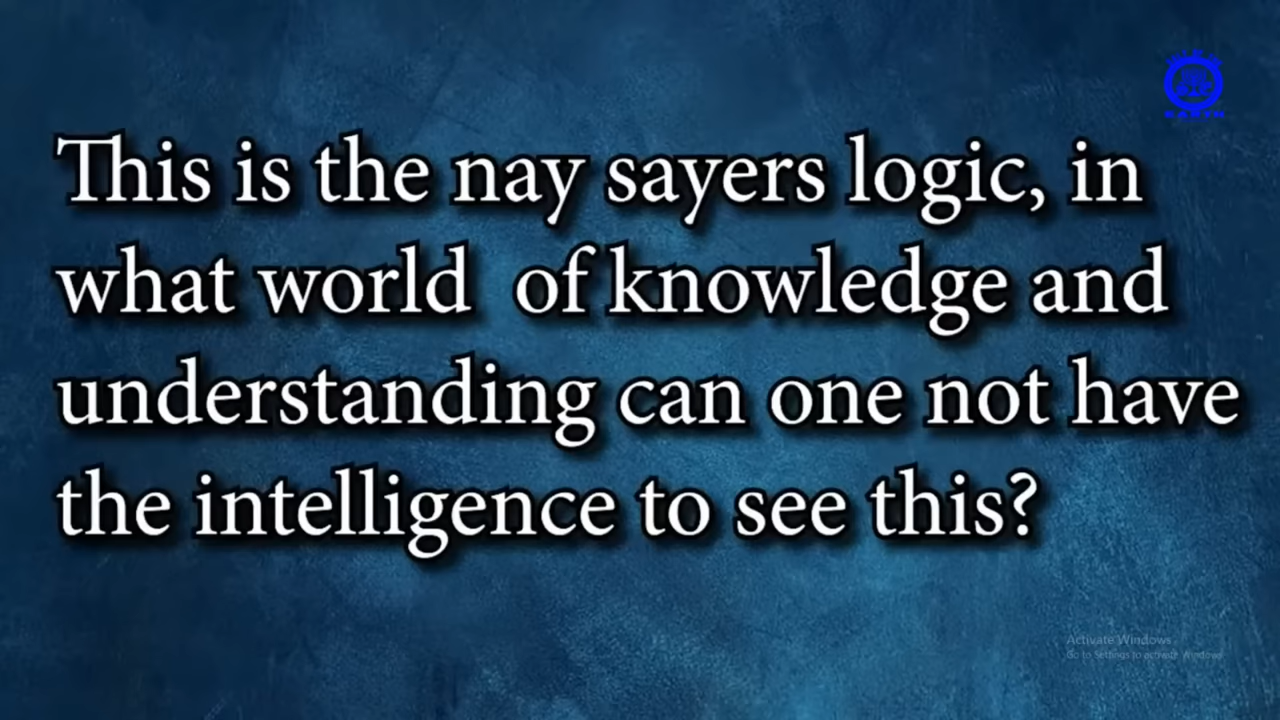 This is the nay sayers logic, in
what world  of knowledge and
understanding can one not have
the intelligence to see this?
Activate Windows
Go to Settings to activate Windows.